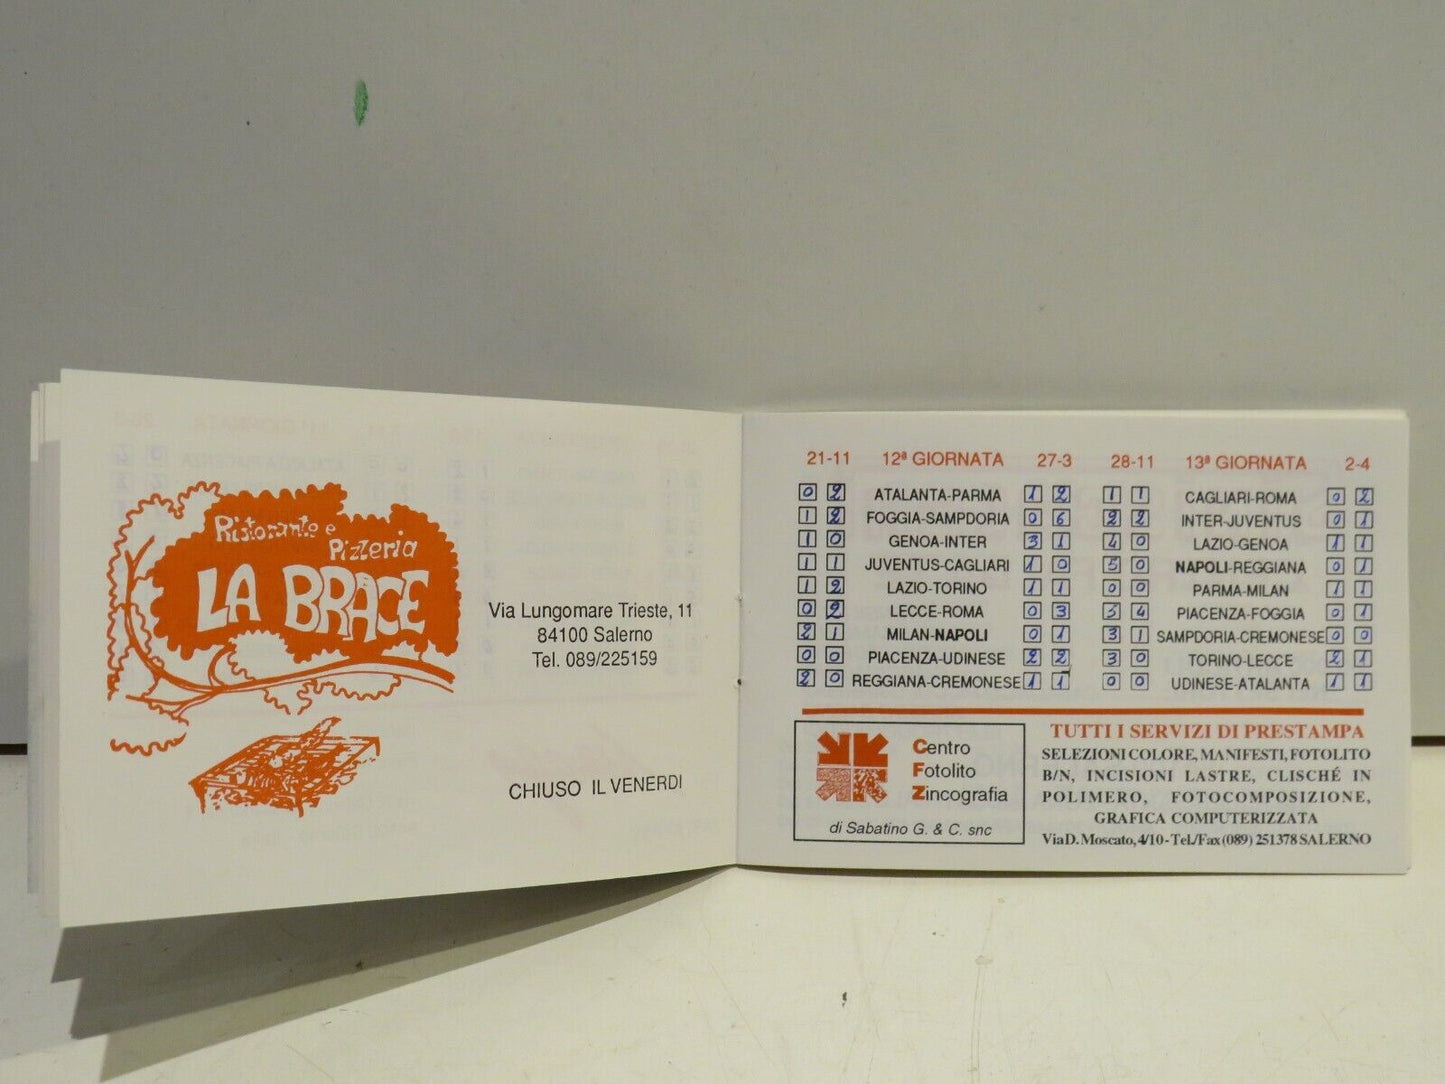 Ristorante e
Pizzeria
LA BRACE
Via Lungomare Trieste, 11
84100 Salerno
Tel. 089/225159
CHIUSO IL VENERDI
21-11 12ª GIORNATA 27-3
0 2 ATALANTA-PARMA 1 2
1 2 FOGGIA-SAMPDORIA 0 6
1 0 GENOA-INTER 3 1
1 1 JUVENTUS-CAGLIARI 1 0
1 2 LAZIO-TORINO 1 1
0 2 LECCE-ROMA 0 3
2 1 MILAN-NAPOLI 0 1
0 0 PIACENZA-UDINESE 2 2
2 0 REGGIANA-CREMONESE 1 1
28-11 13ª GIORNATA 2-4
1 1 CAGLIARI-ROMA 0 2
2 2 INTER-JUVENTUS 0 1
4 0 LAZIO-GENOA 1 1
5 0 NAPOLI-REGGIANA 0 1
0 0 PARMA-MILAN 1 1
5 4 PIACENZA-FOGGIA 0 1
3 1 SAMPDORIA-CREMONESE 0 0
3 0 TORINO-LECCE 2 1
0 0 UDINESE-ATALANTA 1 1
Centro
Fotolito
Zincografia
di Sabatino G. & C. snc
TUTTI I SERVIZI DI PRESTAMPA
SELEZIONI COLORE, MANIFESTI, FOTOLITO
B/N, INCISIONI LASTRE, CLISCHÉ IN
POLIMERO, FOTOCOMPOSIZIONE,
GRAFICA COMPUTERIZZATA
Via D. Moscato, 4/10 - Tel./Fax (089) 251378 SALERNO